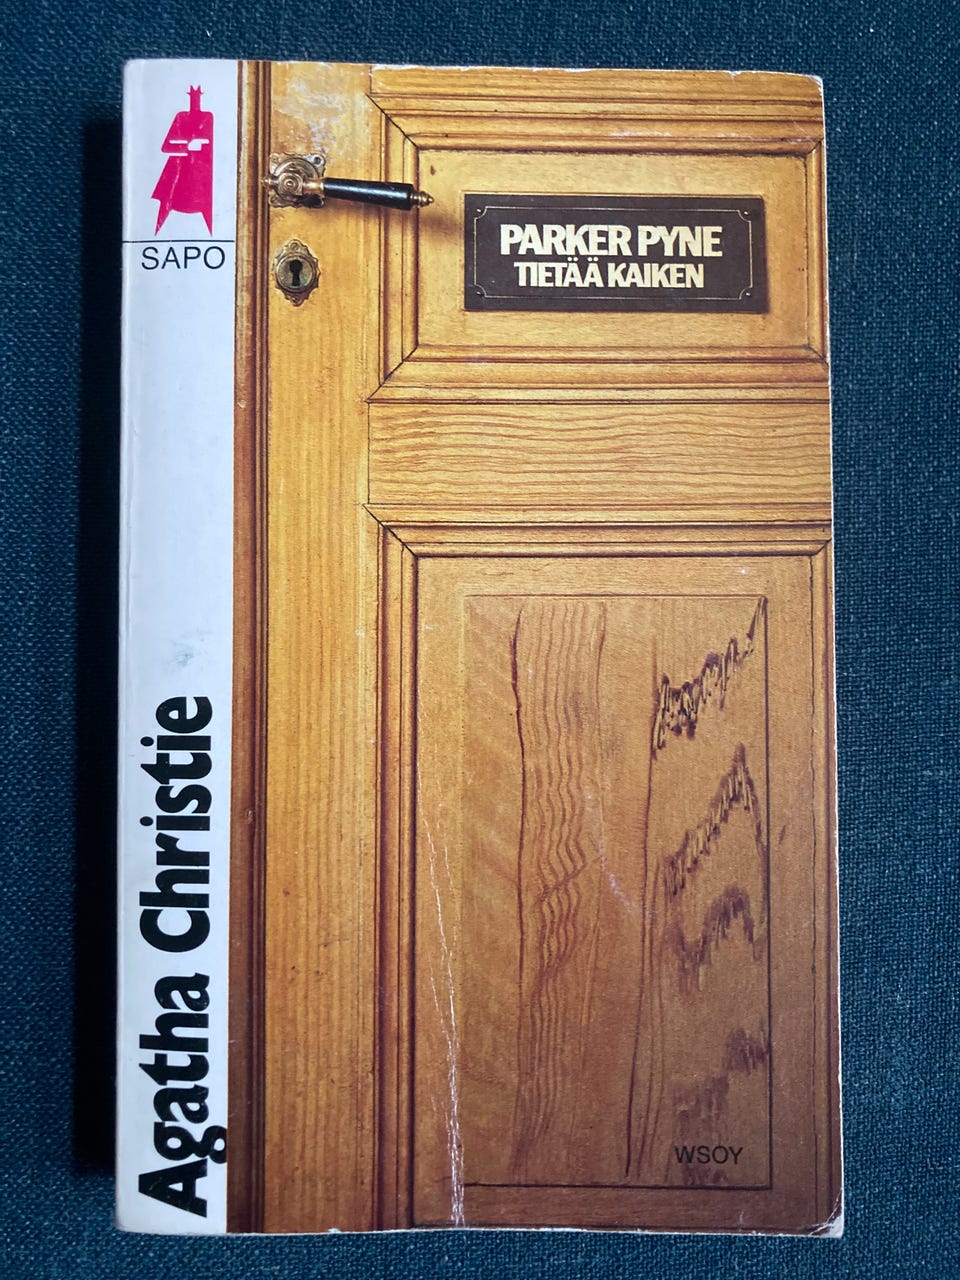 SAPO
PARKER PYNE
TIETÄÄ KAIKEN
Agatha Christie
WSOY